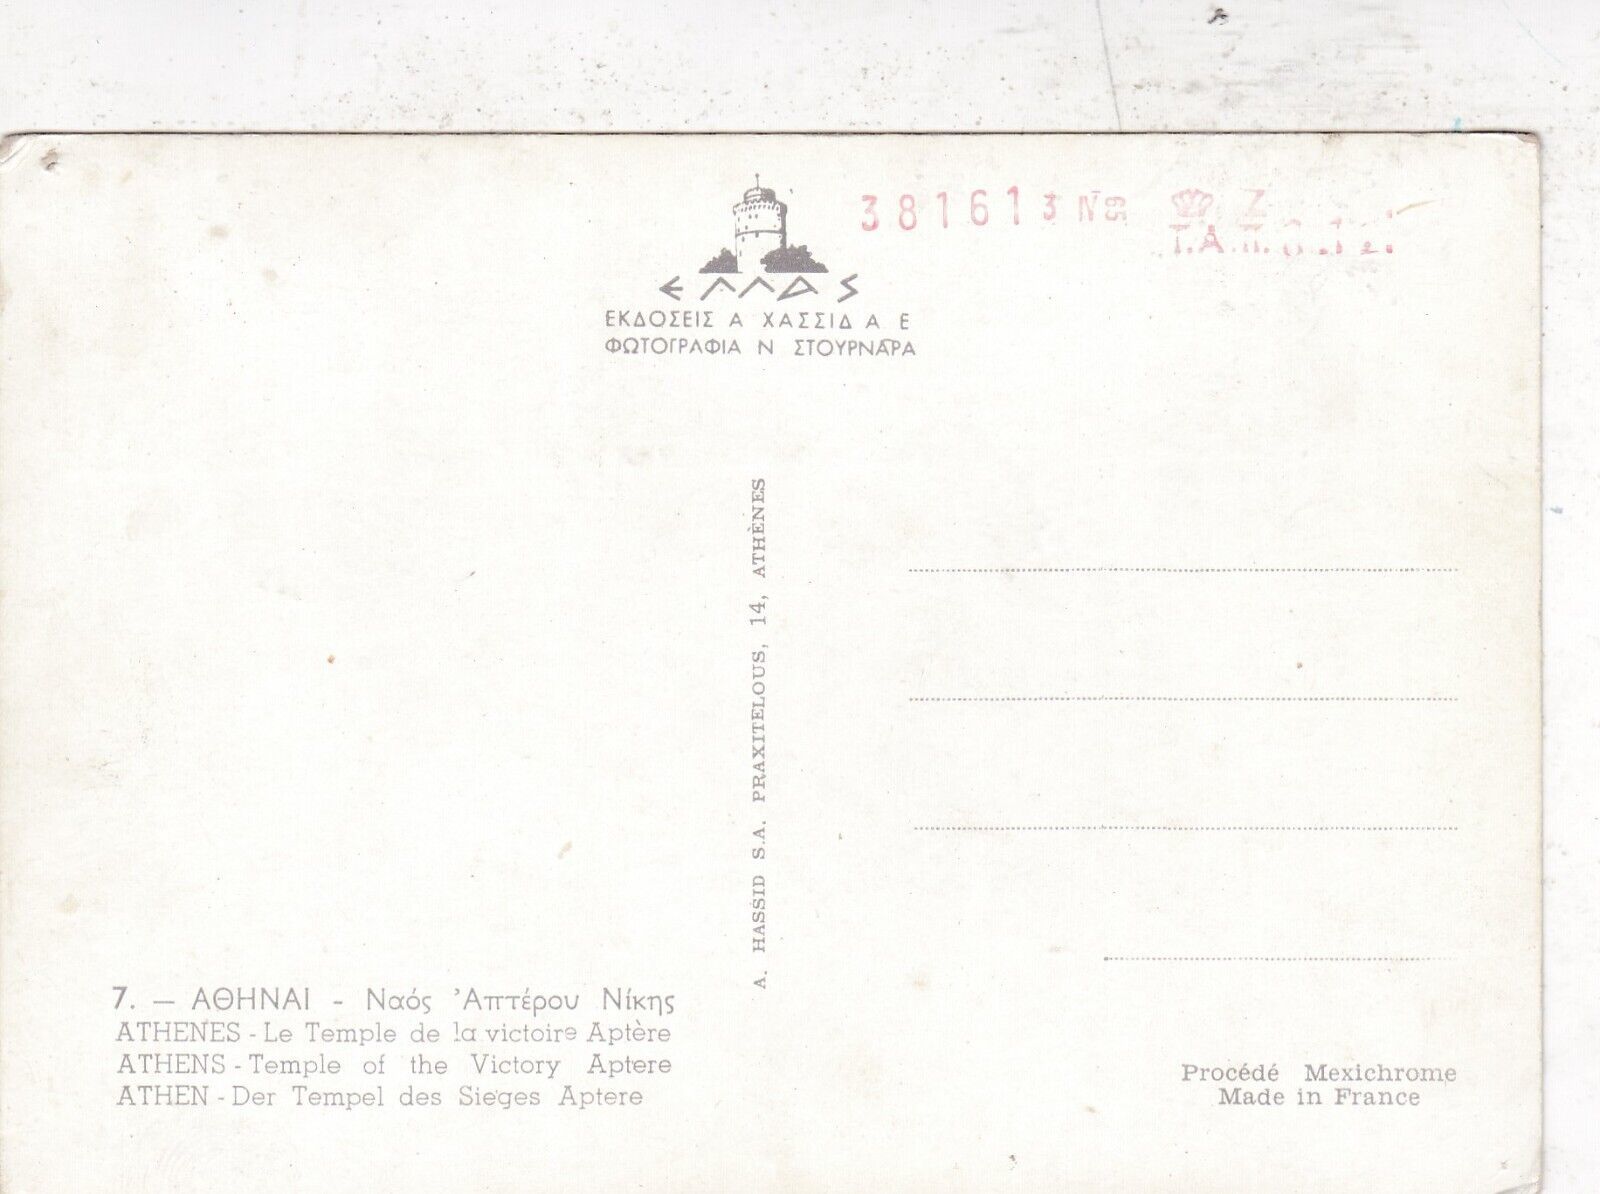 ΕΛΛΑΣ
ΕΚΔΟΣΕΙΣ Α ΧΑΣΣΙΔ Α Ε
ΦΩΤΟΓΡΑΦΙΑ Ν ΣΤΟΥΡΝΑΡΑ
381613
A. HASSID S.A. PRAXITELOUS, 14, ATHÈNES
7. — ΑΘΗΝΑΙ - Ναός Ἀπτέρου Νίκης
ATHENES - Le Temple de la victoire Aptère
ATHENS - Temple of the Victory Aptere
ATHEN - Der Tempel des Sieges Aptere
Procédé Mexichrome
Made in France